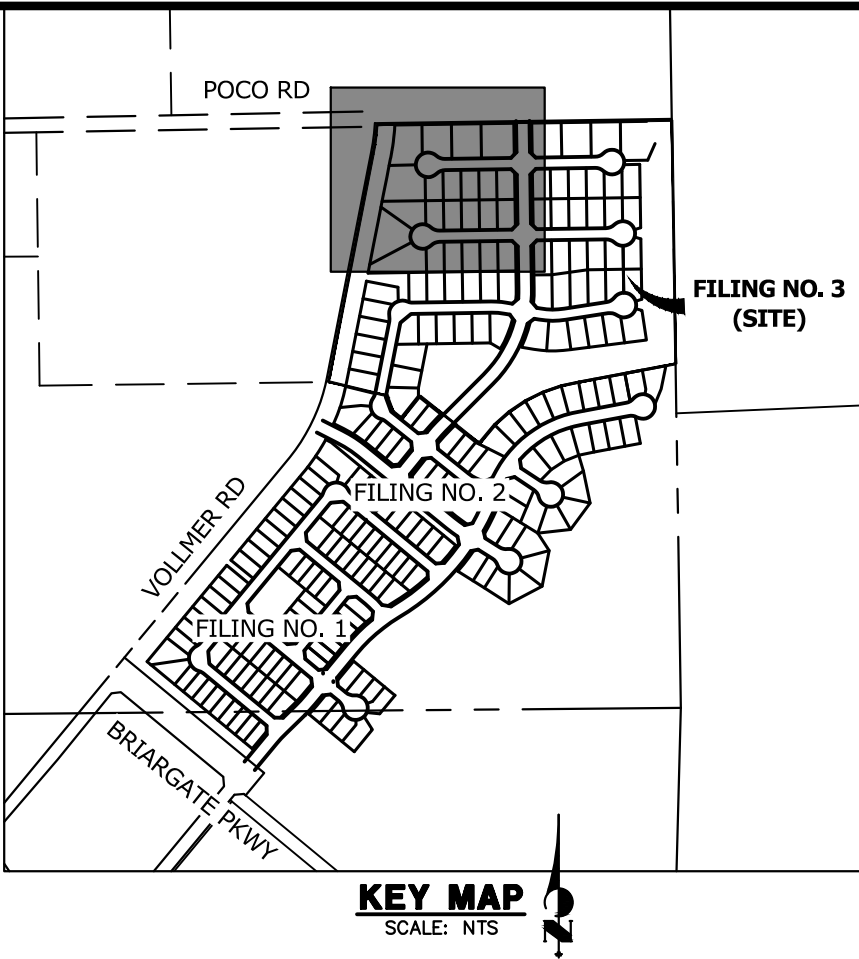 POCO RD
FILING NO. 3
(SITE)
VOLLMER RD
FILING NO. 2
FILING NO. 1
BRIARGATE PKWY
KEY MAP
SCALE: NTS
N